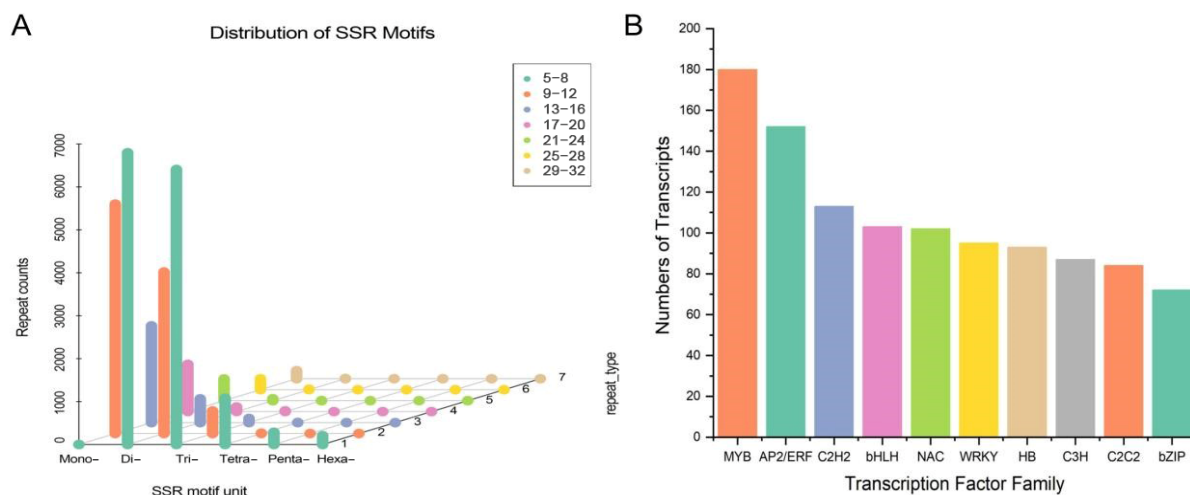 A
Distribution of SSR Motifs
5−8
9−12
13−16
17−20
21−24
25−28
29−32
Repeat counts
7000
6000
5000
4000
3000
2000
1000
0
Mono−
Di−
Tri−
Tetra−
Penta−
Hexa−
SSR motif unit
1
2
3
4
5
6
7
repeat_type
B
Numbers of Transcripts
200
180
160
140
120
100
80
60
40
20
0
MYB
AP2/ERF
C2H2
bHLH
NAC
WRKY
HB
C3H
C2C2
bZIP
Transcription Factor Family